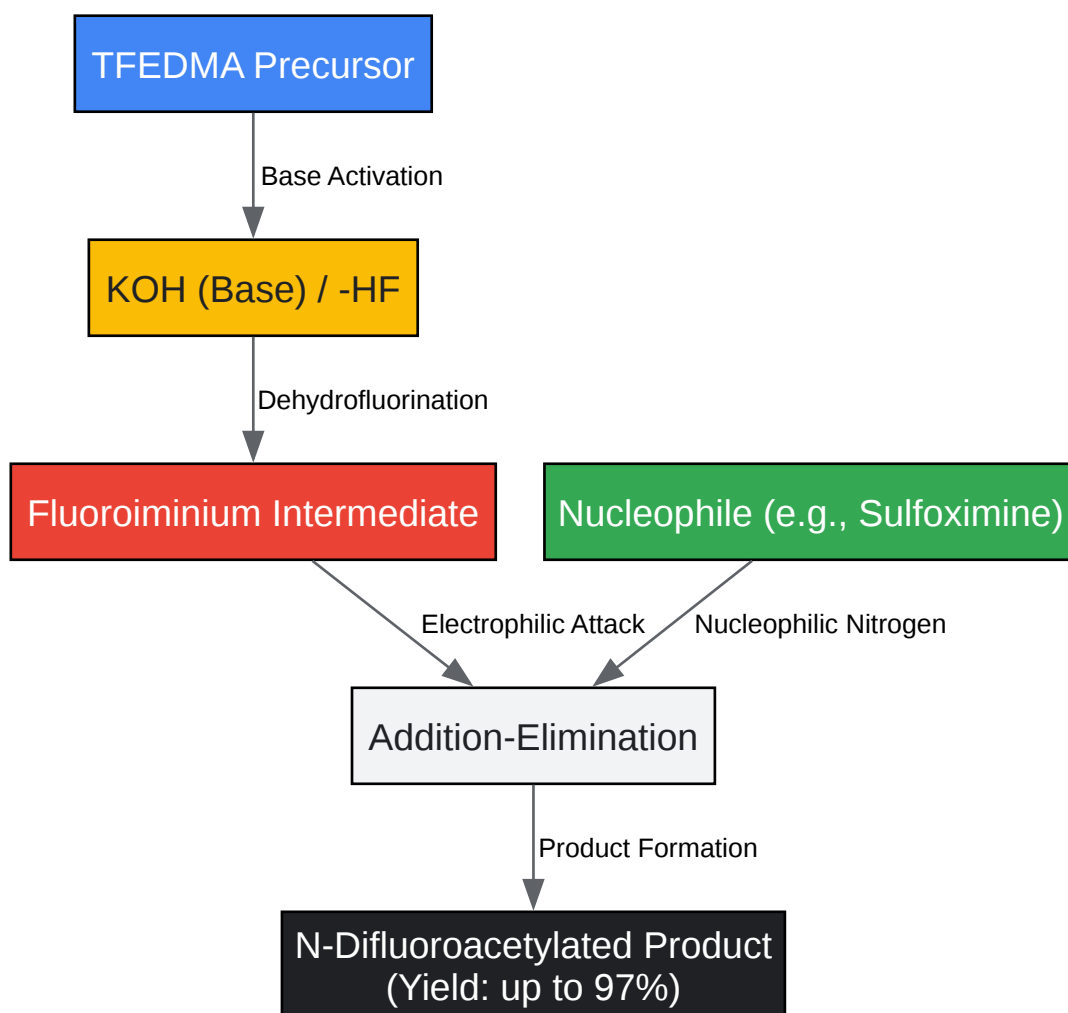 TFEDMA Precursor
Base Activation
KOH (Base) / -HF
Dehydrofluorination
Fluoroiminium Intermediate
Nucleophile (e.g., Sulfoximine)
Electrophilic Attack
Nucleophilic Nitrogen
Addition-Elimination
Product Formation
N-Difluoroacetylated Product
(Yield: up to 97%)